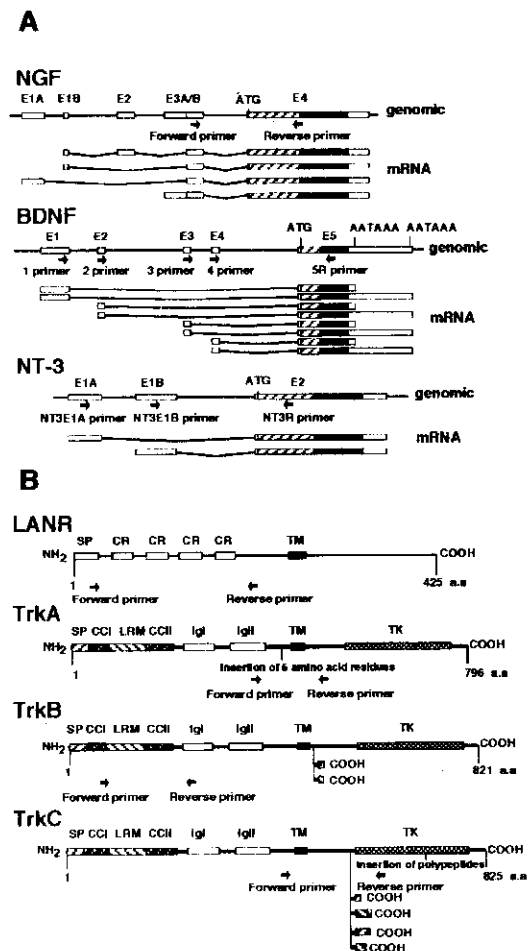 A
NGF
E1A E1B E2 E3A/B ATG E4
genomic
Forward primer Reverse primer
mRNA
BDNF
ATG AATAAA AATAAA
E1 E2 E3 E4 E5
genomic
1 primer 2 primer 3 primer 4 primer 5R primer
mRNA
NT-3
E1A E1B ATG E2
genomic
NT3E1A primer NT3E1B primer NT3R primer
mRNA
B
LANR
SP CR CR CR CR TM
NH2 COOH
1 425 a.a
Forward primer Reverse primer
TrkA
SP CCI LRM CCII IgI IgII TM TK
NH2 COOH
Insertion of 6 amino acid residues
1 796 a.a
Forward primer Reverse primer
TrkB
SP CCI LRM CCII IgI IgII TM TK
NH2 COOH
1 COOH 821 a.a
COOH
Forward primer Reverse primer
TrkC
SP CCI LRM CCII IgI IgII TM TK
NH2 COOH
Insertion of polypeptides
1 825 a.a
Forward primer Reverse primer
COOH
COOH
COOH
COOH